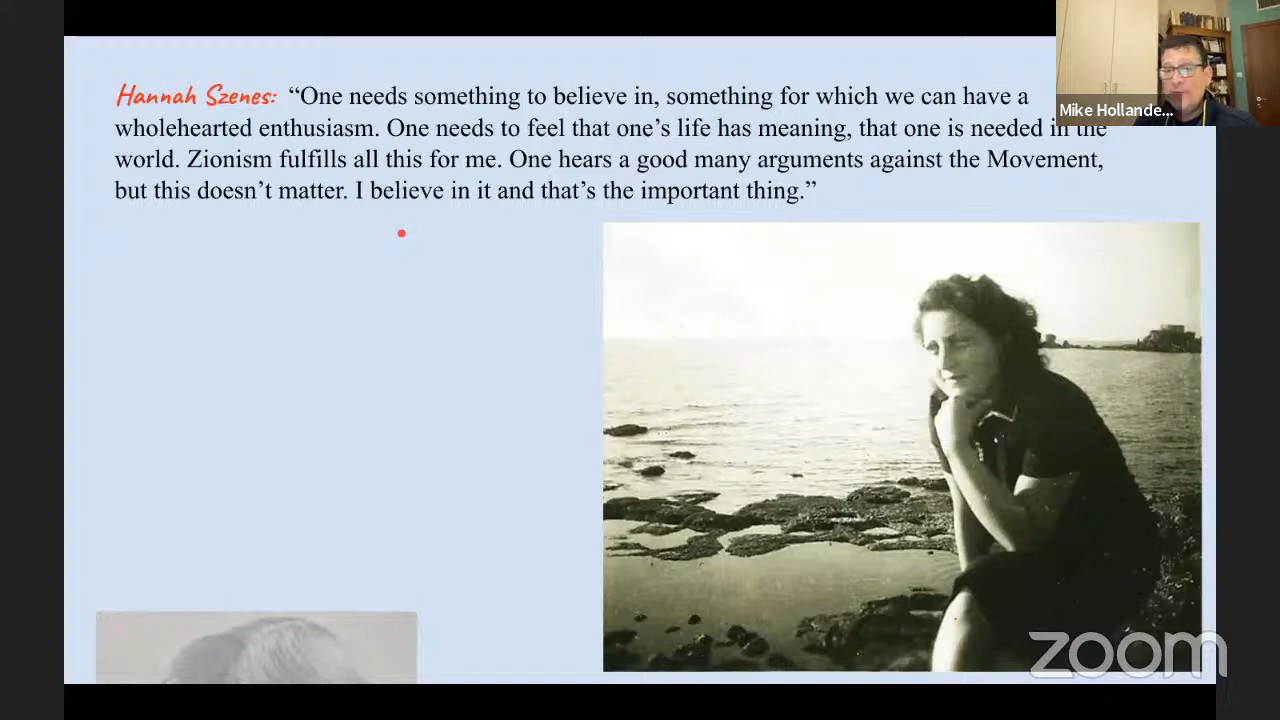 Hannah Szenes: “One needs something to believe in, something for which we can have a
wholehearted enthusiasm. One needs to feel that one’s life has meaning, that one is needed in the
world. Zionism fulfills all this for me. One hears a good many arguments against the Movement,
but this doesn’t matter. I believe in it and that’s the important thing.”
Mike Hollande...
zoom